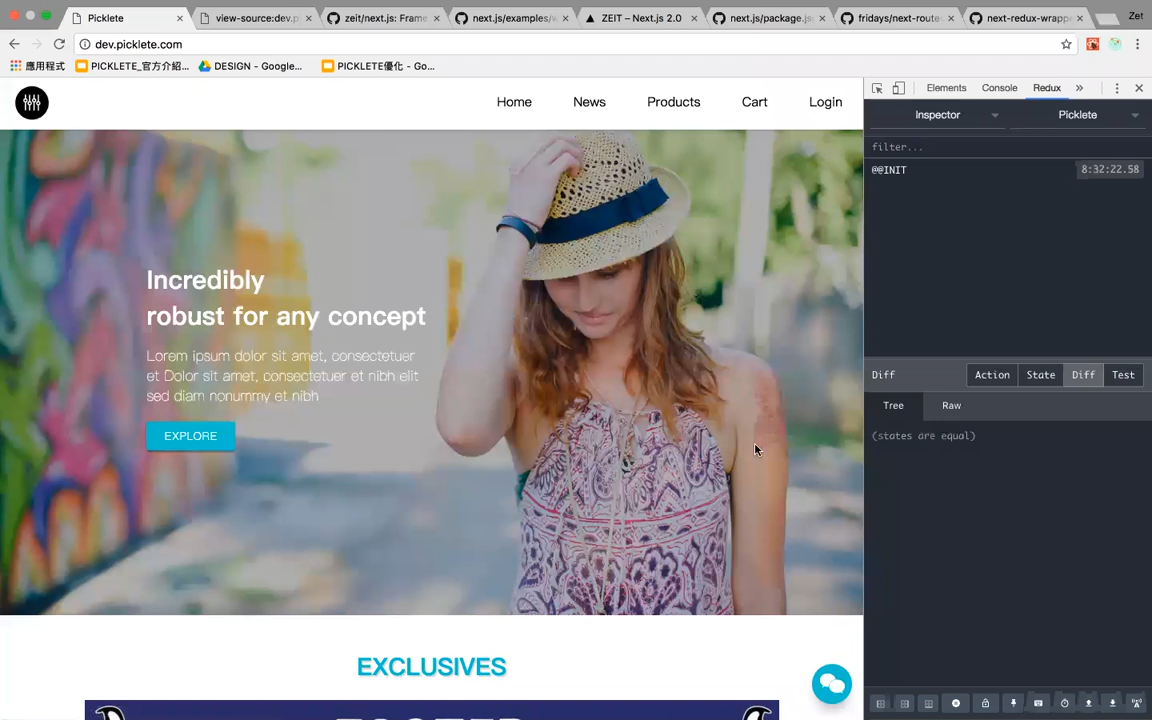 Picklete
view-source:dev.p
zeit/next.js: Frame
next.js/examples/
ZEIT – Next.js 2.0
next.js/package.js
fridays/next-route
next-redux-wrapp
Zet
dev.picklete.com
應用程式
PICKLETE_官方介紹...
DESIGN - Google...
PICKLETE優化 - Go...
Home
News
Products
Cart
Login
Elements
Console
Redux
Inspector
Picklete
filter...
@@INIT
8:32:22.58
Incredibly
robust for any concept
Lorem ipsum dolor sit amet, consectetuer
et Dolor sit amet, consectetuer et nibh elit
sed diam nonummy et nibh
EXPLORE
Diff
Action
State
Diff
Test
Tree
Raw
(states are equal)
EXCLUSIVES